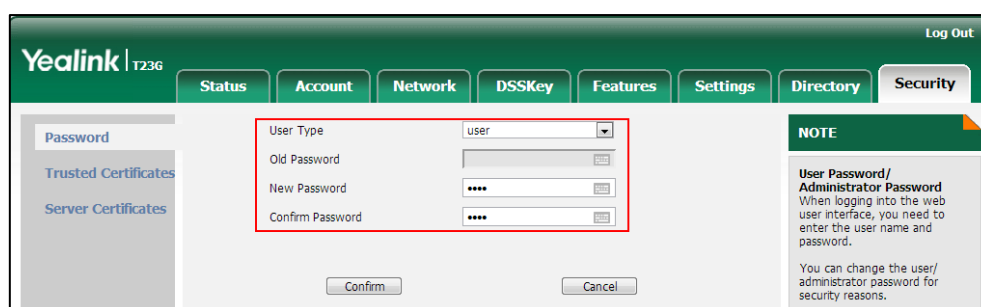 Log Out
Yealink T23G
Status Account Network DSSKey Features Settings Directory Security
Password
Trusted Certificates
Server Certificates
User Type user
Old Password
New Password ••••
Confirm Password ••••
Confirm Cancel
NOTE
User Password/
Administrator Password
When logging into the web
user interface, you need to
enter the user name and
password.
You can change the user/
administrator password for
security reasons.